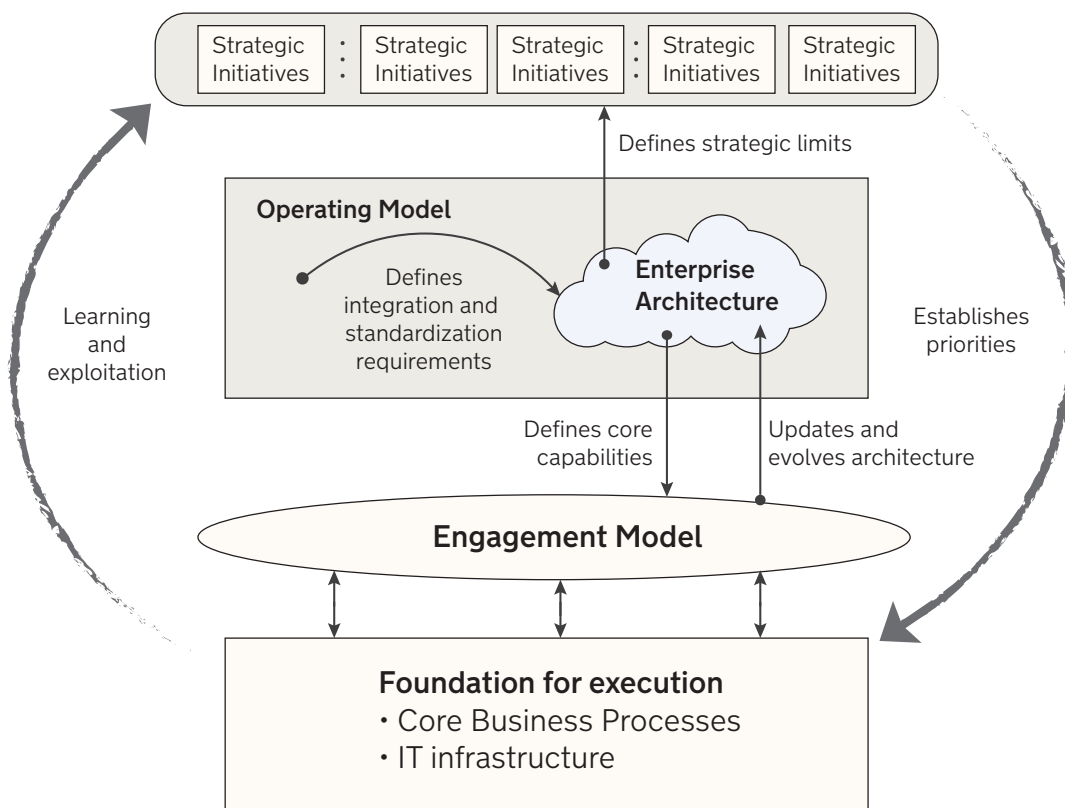 Strategic
Initiatives
Strategic
Initiatives
Strategic
Initiatives
Strategic
Initiatives
Strategic
Initiatives
Defines strategic limits
Operating Model
Defines
integration and
standardization
requirements
Enterprise
Architecture
Learning
and
exploitation
Establishes
priorities
Defines core
capabilities
Updates and
evolves architecture
Engagement Model
Foundation for execution
• Core Business Processes
• IT infrastructure